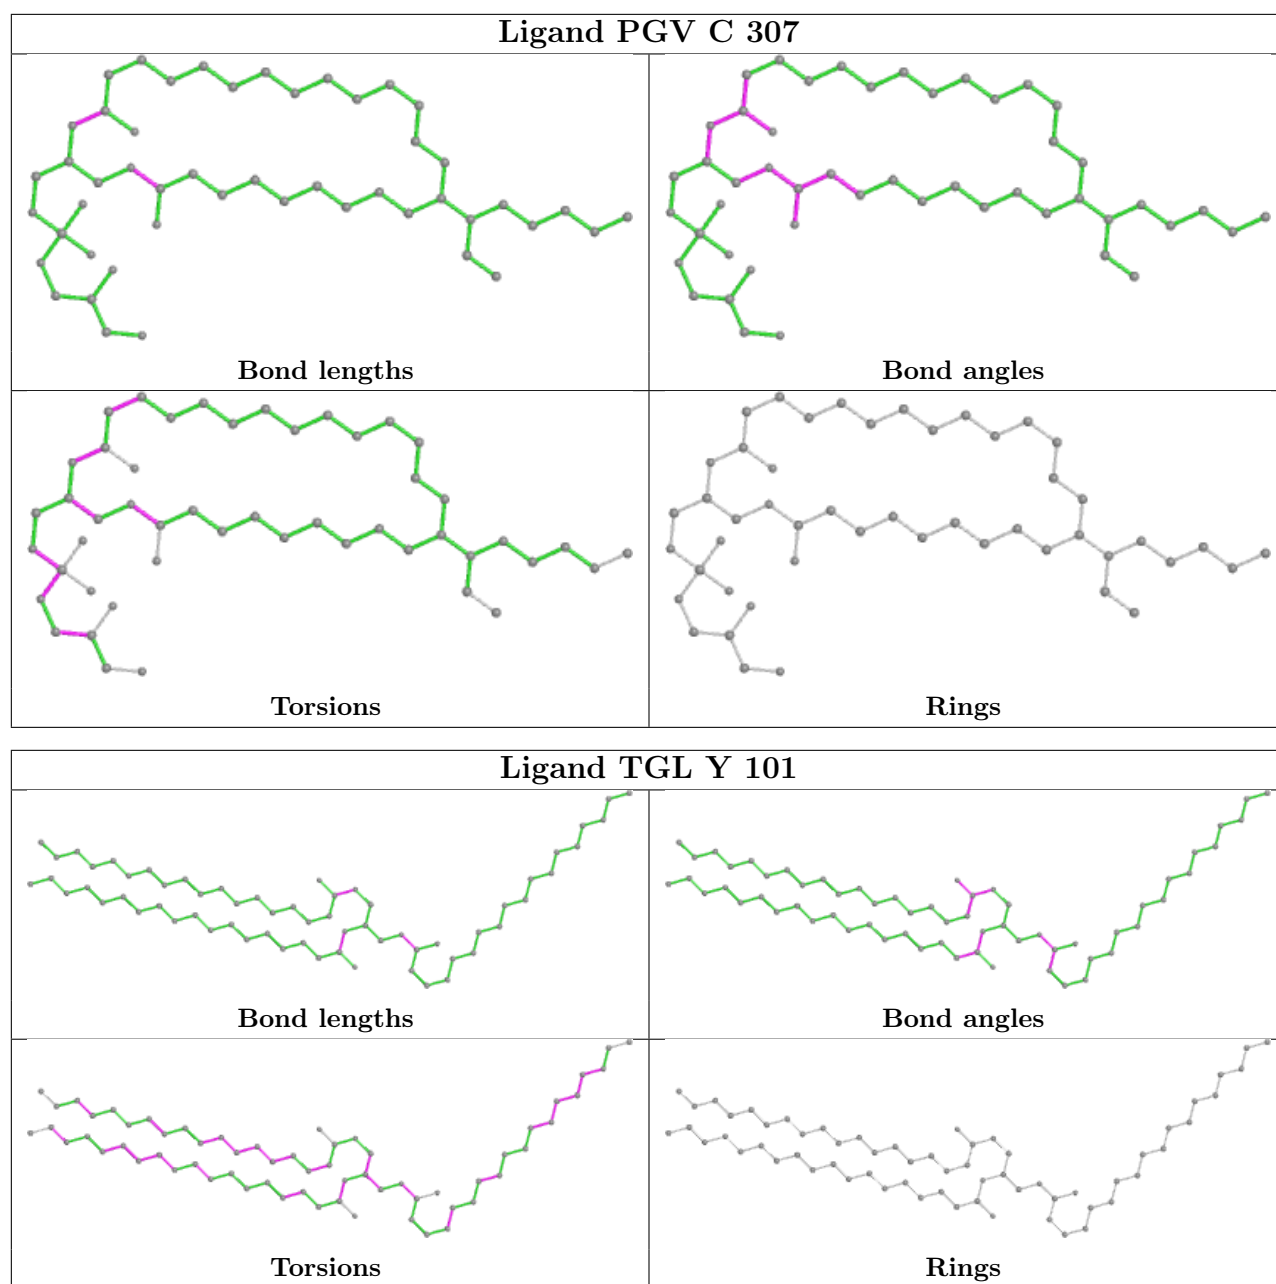 Ligand PGV C 307
Bond lengths
Bond angles
Torsions
Rings
Ligand TGL Y 101
Bond lengths
Bond angles
Torsions
Rings